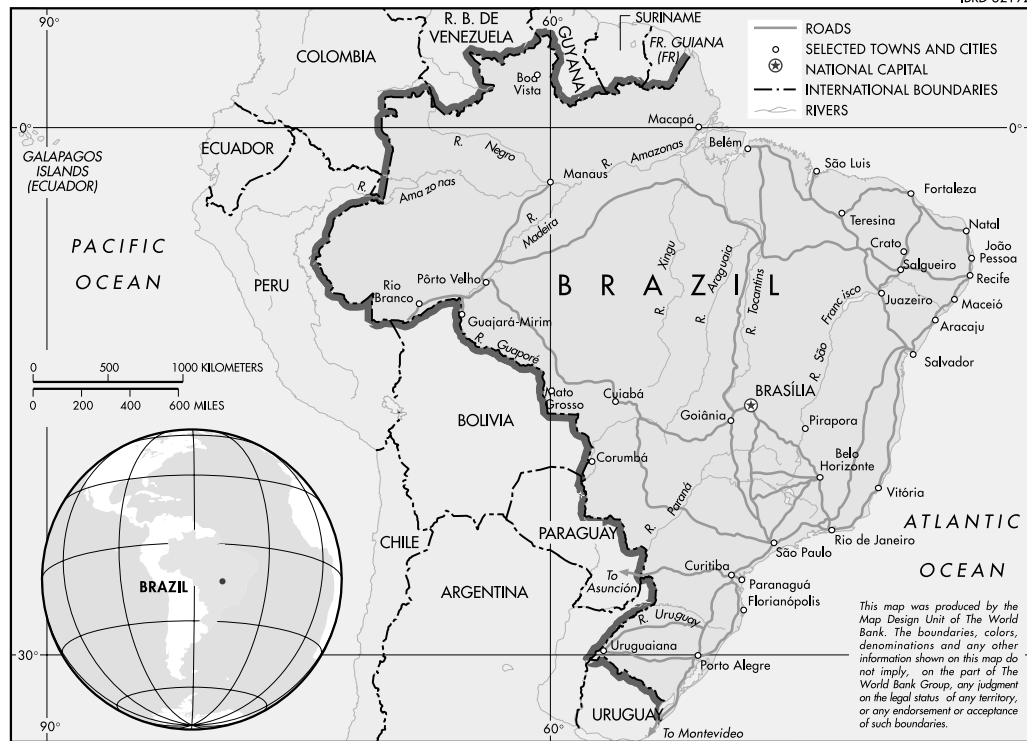 IBRD 32192
90°
60°
R. B. DE
VENEZUELA
SURINAME
COLOMBIA
GUYANA
FR. GUIANA
(FR)
Boa
Vista
ROADS
SELECTED TOWNS AND CITIES
NATIONAL CAPITAL
INTERNATIONAL BOUNDARIES
RIVERS
0°
0°
Macapá
GALAPAGOS
ISLANDS
(ECUADOR)
ECUADOR
R. Negro
R. Amazonas
Belém
São Luis
R. Amazonas
Manaus
Fortaleza
R. Madeira
Teresina
Natal
PACIFIC
OCEAN
Crato
João
Pessoa
Salgueiro
Recife
PERU
Pôrto Velho
BRAZIL
Rio
Branco
R. Xingu
R. Araguaia
R. Tocantins
R. São Francisco
Juazeiro
Maceió
Guajará-Mirim
Aracaju
R. Guaporé
Salvador
0 500 1000 KILOMETERS
0 200 400 600 MILES
Mato
Grosso
Cuiabá
BRASÍLIA
BOLIVIA
Goiânia
Pirapora
Corumbá
Belo
Horizonte
Vitória
R. Paraná
PARAGUAY
CHILE
ATLANTIC
OCEAN
Rio de Janeiro
São Paulo
BRAZIL
ARGENTINA
To
Asunción
Curitiba
Paranaguá
Florianópolis
R. Uruguay
Uruguaiana
30°
Porto Alegre
This map was produced by the
Map Design Unit of The World
Bank. The boundaries, colors,
denominations and any other
information shown on this map do
not imply, on the part of The
World Bank Group, any judgment
on the legal status of any territory,
or any endorsement or acceptance
of such boundaries.
30°
URUGUAY
To Montevideo
90°
60°